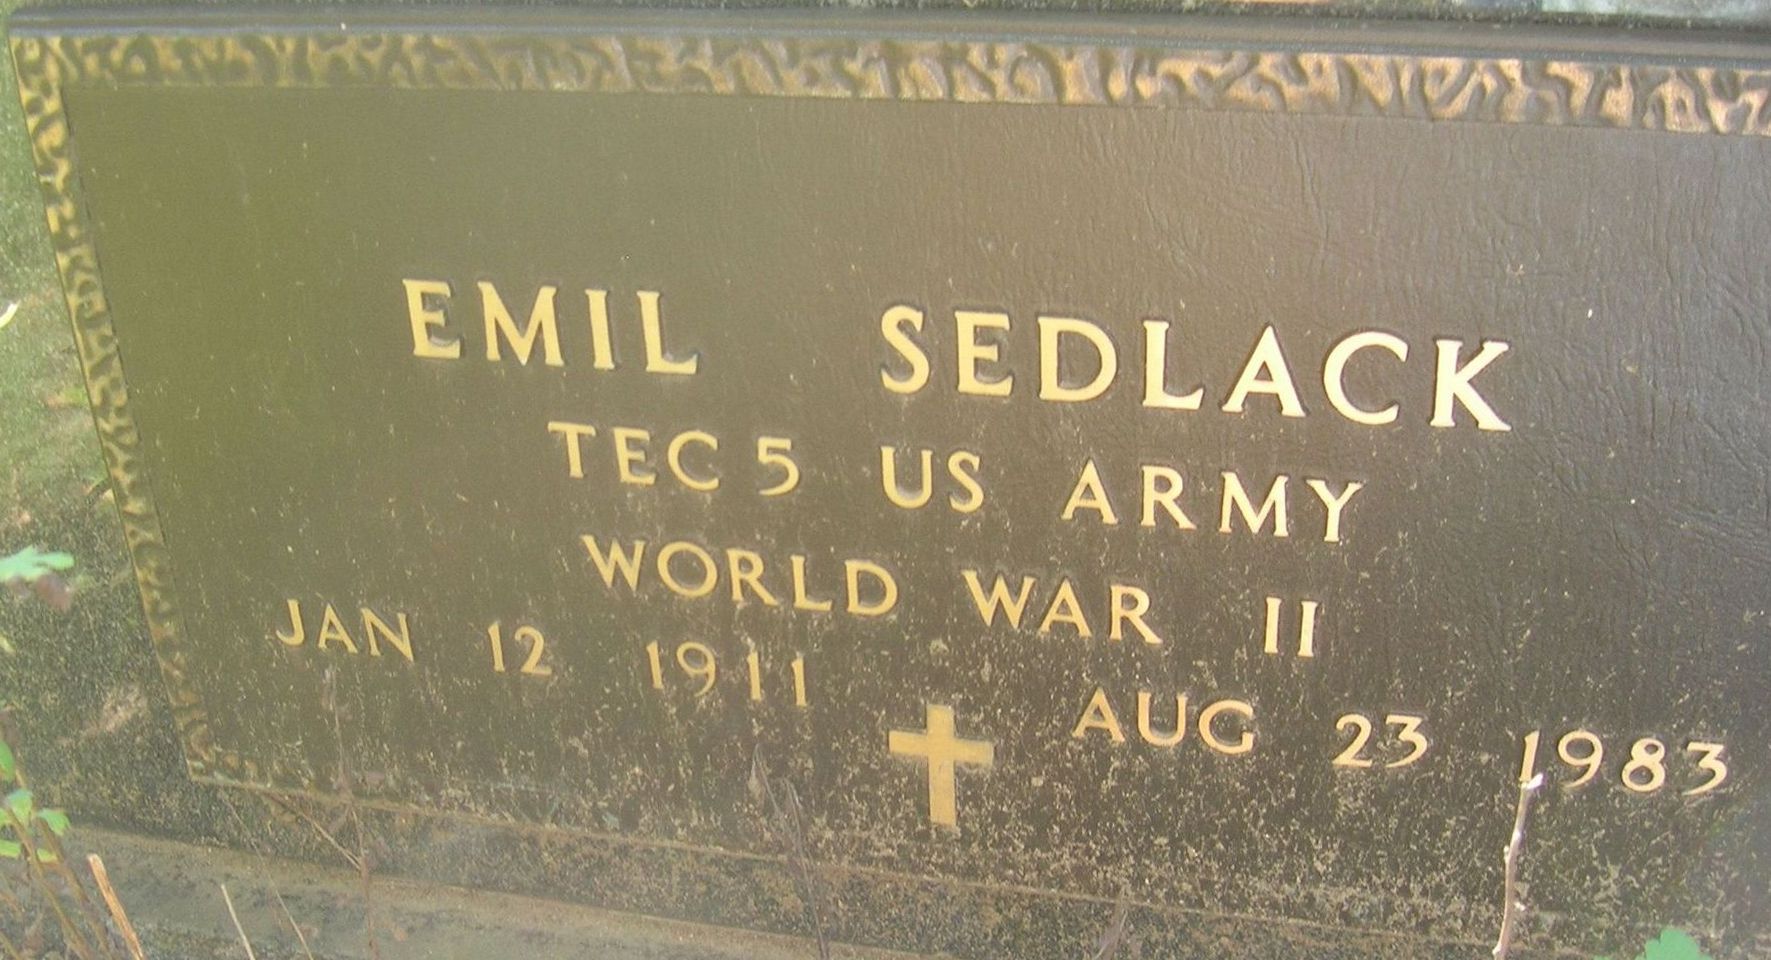 EMIL SEDLACK
TEC 5 US ARMY
WORLD WAR II
JAN 12 1911 AUG 23 1983